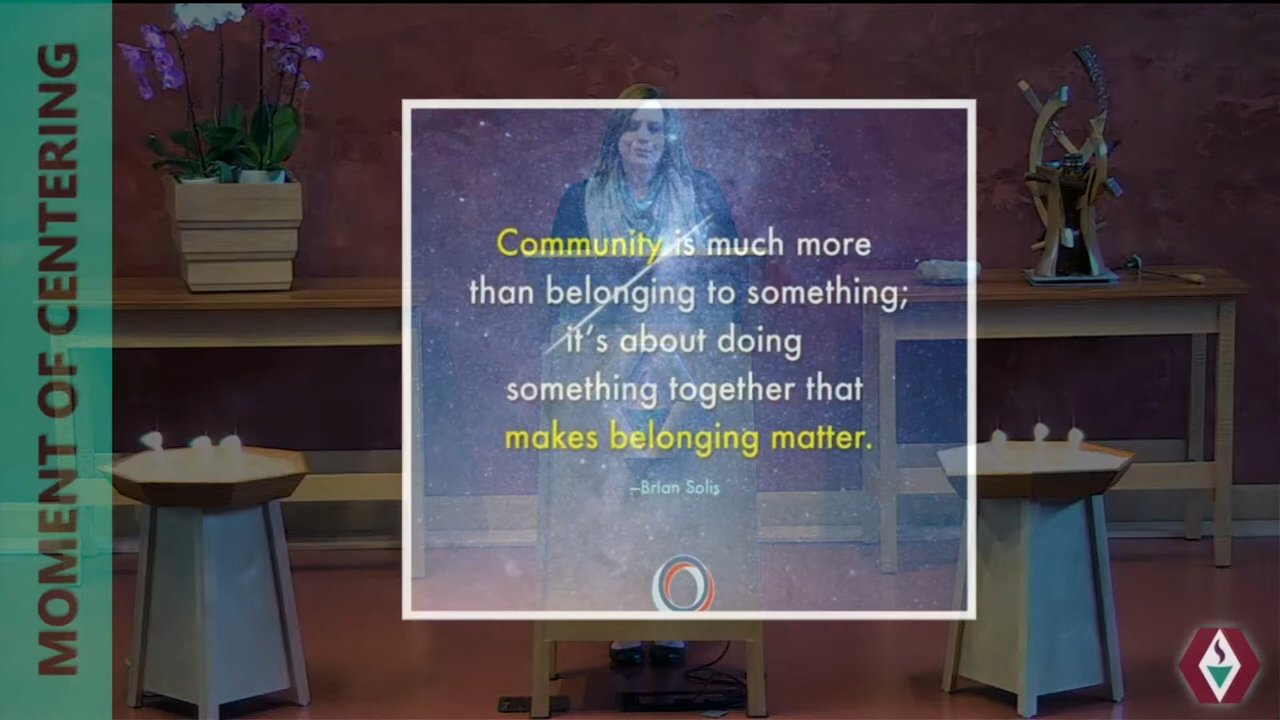 MOMENT OF CENTERING
Community is much more
than belonging to something;
it's about doing
something together that
makes belonging matter.
–Brian Solis